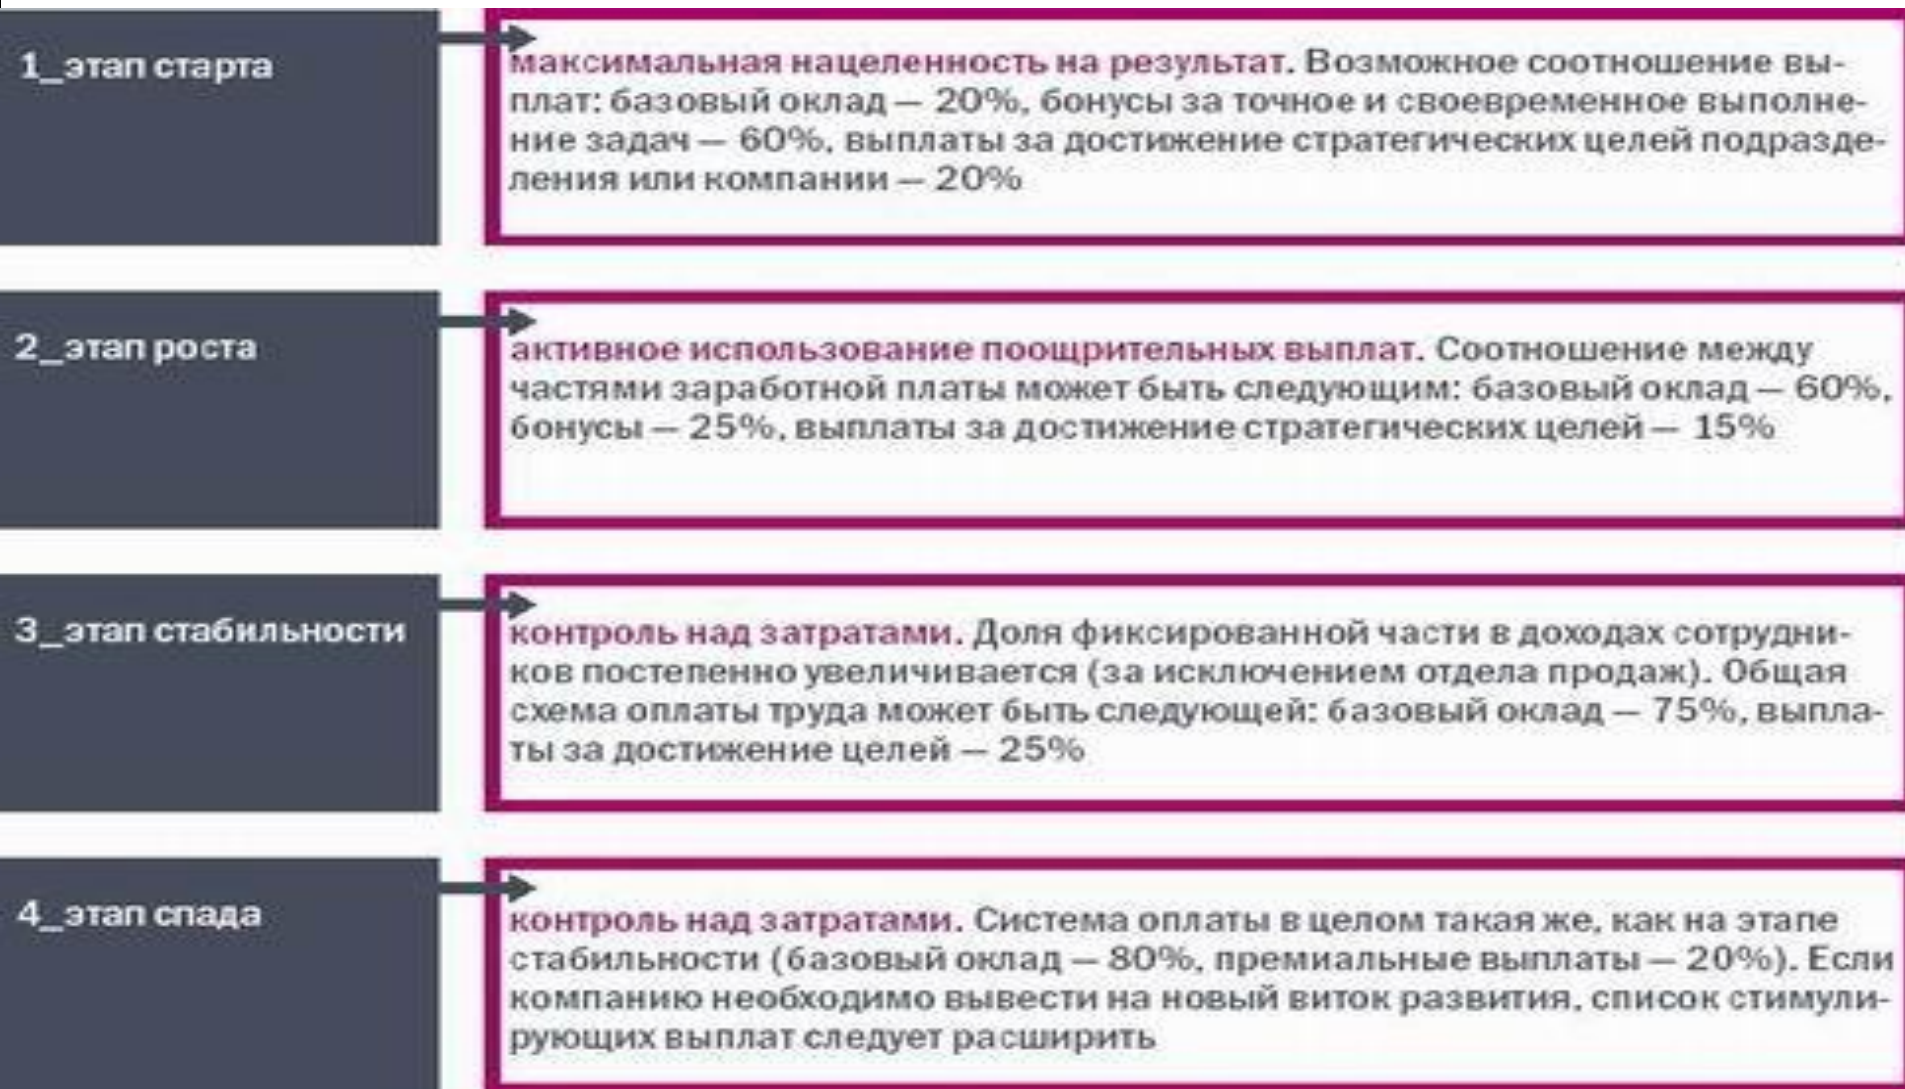 1_этап старта
максимальная нацеленность на результат. Возможное соотношение вы-
плат: базовый оклад — 20%, бонусы за точное и своевременное выполне-
ние задач — 60%, выплаты за достижение стратегических целей подразде-
ления или компании — 20%
2_этап роста
активное использование поощрительных выплат. Соотношение между
частями заработной платы может быть следующим: базовый оклад — 60%,
бонусы — 25%, выплаты за достижение стратегических целей — 15%
3_этап стабильности
контроль над затратами. Доля фиксированной части в доходах сотрудни-
ков постепенно увеличивается (за исключением отдела продаж). Общая
схема оплаты труда может быть следующей: базовый оклад — 75%, выпла-
ты за достижение целей — 25%
4_этап спада
контроль над затратами. Система оплаты в целом такая же, как на этапе
стабильности (базовый оклад — 80%, премиальные выплаты — 20%). Если
компанию необходимо вывести на новый виток развития, список стимули-
рующих выплат следует расширить